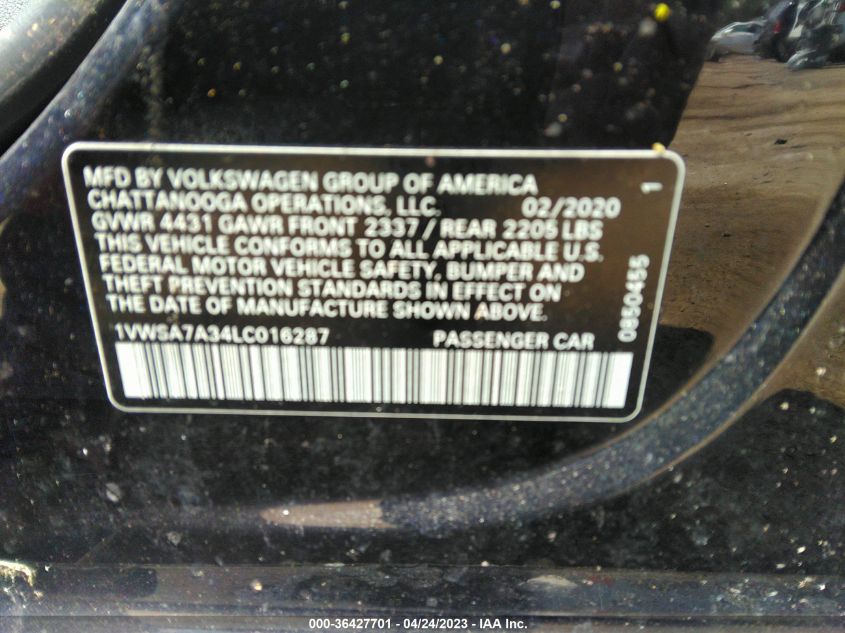 MFD BY VOLKSWAGEN GROUP OF AMERICA
CHATTANOOGA OPERATIONS, LLC. 02/2020
GVWR 4431 GAWR FRONT 2337 / REAR 2205 LBS
THIS VEHICLE CONFORMS TO ALL APPLICABLE U.S.
FEDERAL MOTOR VEHICLE SAFETY, BUMPER AND
THEFT PREVENTION STANDARDS IN EFFECT ON
THE DATE OF MANUFACTURE SHOWN ABOVE.
1VWSA7A34LC016287 PASSENGER CAR
0850455 1
000-36427701 - 04/24/2023 - IAA Inc.